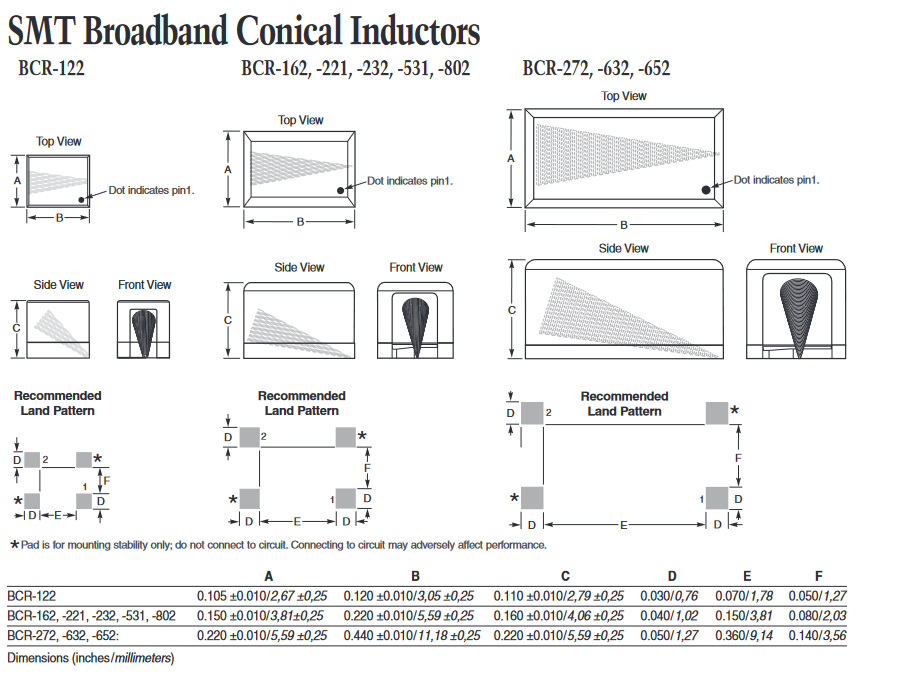 SMT Broadband Conical Inductors
BCR-122
BCR-162, -221, -232, -531, -802
BCR-272, -632, -652
Top View
A
Dot indicates pin1.
B
Top View
A
Dot indicates pin1.
B
Top View
A
Dot indicates pin1.
B
Side View
Front View
C
Side View
Front View
C
Side View
Front View
C
Recommended
Land Pattern
D
2
*
F
*
1
D
D
E
Recommended
Land Pattern
D
2
*
F
*
1
D
D
E
D
Recommended
Land Pattern
D
2
*
F
*
1
D
D
E
D
* Pad is for mounting stability only; do not connect to circuit. Connecting to circuit may adversely affect performance.
A B C D E F
BCR-122 0.105 ±0.010/2,67 ±0,25 0.120 ±0.010/3,05 ±0,25 0.110 ±0.010/2,79 ±0,25 0.030/0,76 0.070/1,78 0.050/1,27
BCR-162, -221, -232, -531, -802 0.150 ±0.010/3,81±0,25 0.220 ±0.010/5,59 ±0,25 0.160 ±0.010/4,06 ±0,25 0.040/1,02 0.150/3,81 0.080/2,03
BCR-272, -632, -652: 0.220 ±0.010/5,59 ±0,25 0.440 ±0.010/11,18 ±0,25 0.220 ±0.010/5,59 ±0,25 0.050/1,27 0.360/9,14 0.140/3,56
Dimensions (inches/millimeters)